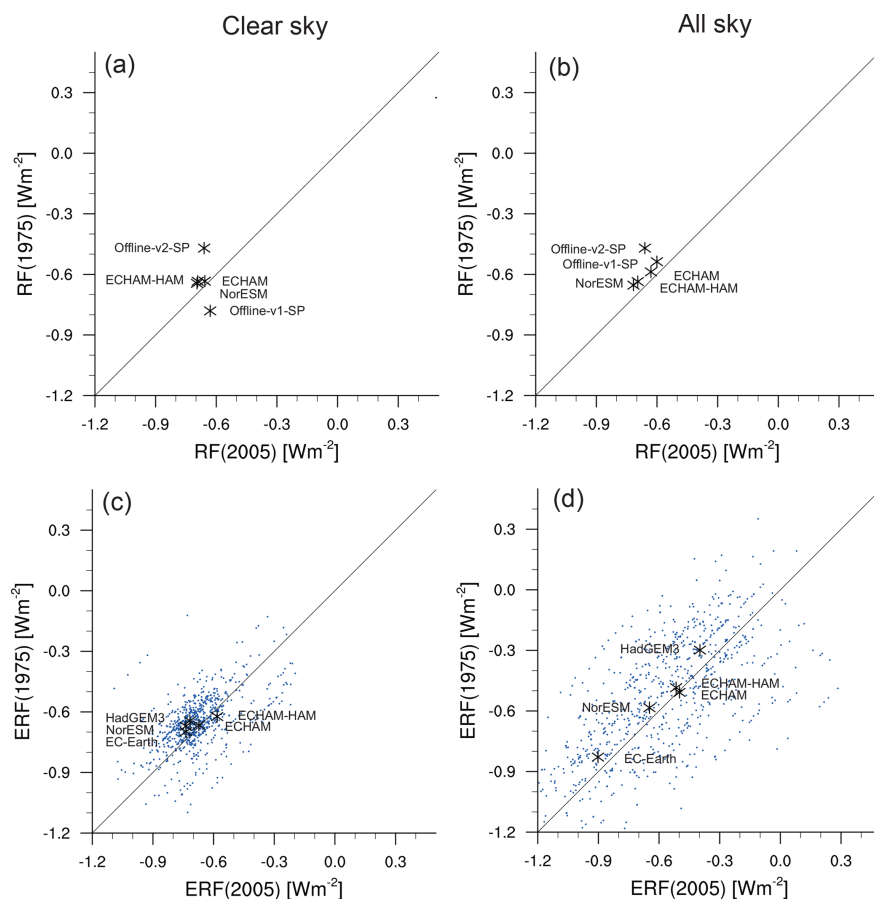 Clear sky
All sky
(a)
0.3
0.0
-0.3
-0.6
-0.9
-1.2
RF(1975) [Wm-2]
Offline-v2-SP
ECHAM-HAM
ECHAM
NorESM
Offline-v1-SP
-1.2 -0.9 -0.6 -0.3 0.0 0.3
RF(2005) [Wm-2]
(b)
0.3
0.0
-0.3
-0.6
-0.9
-1.2
RF(1975) [Wm-2]
Offline-v2-SP
Offline-v1-SP
NorESM
ECHAM
ECHAM-HAM
-1.2 -0.9 -0.6 -0.3 0.0 0.3
RF(2005) [Wm-2]
(c)
0.3
0.0
-0.3
-0.6
-0.9
-1.2
ERF(1975) [Wm-2]
HadGEM3
NorESM
EC-Earth
ECHAM-HAM
ECHAM
-1.2 -0.9 -0.6 -0.3 0.0 0.3
ERF(2005) [Wm-2]
(d)
0.3
0.0
-0.3
-0.6
-0.9
-1.2
ERF(1975) [Wm-2]
HadGEM3
ECHAM-HAM
ECHAM
NorESM
EC-Earth
-1.2 -0.9 -0.6 -0.3 0.0 0.3
ERF(2005) [Wm-2]